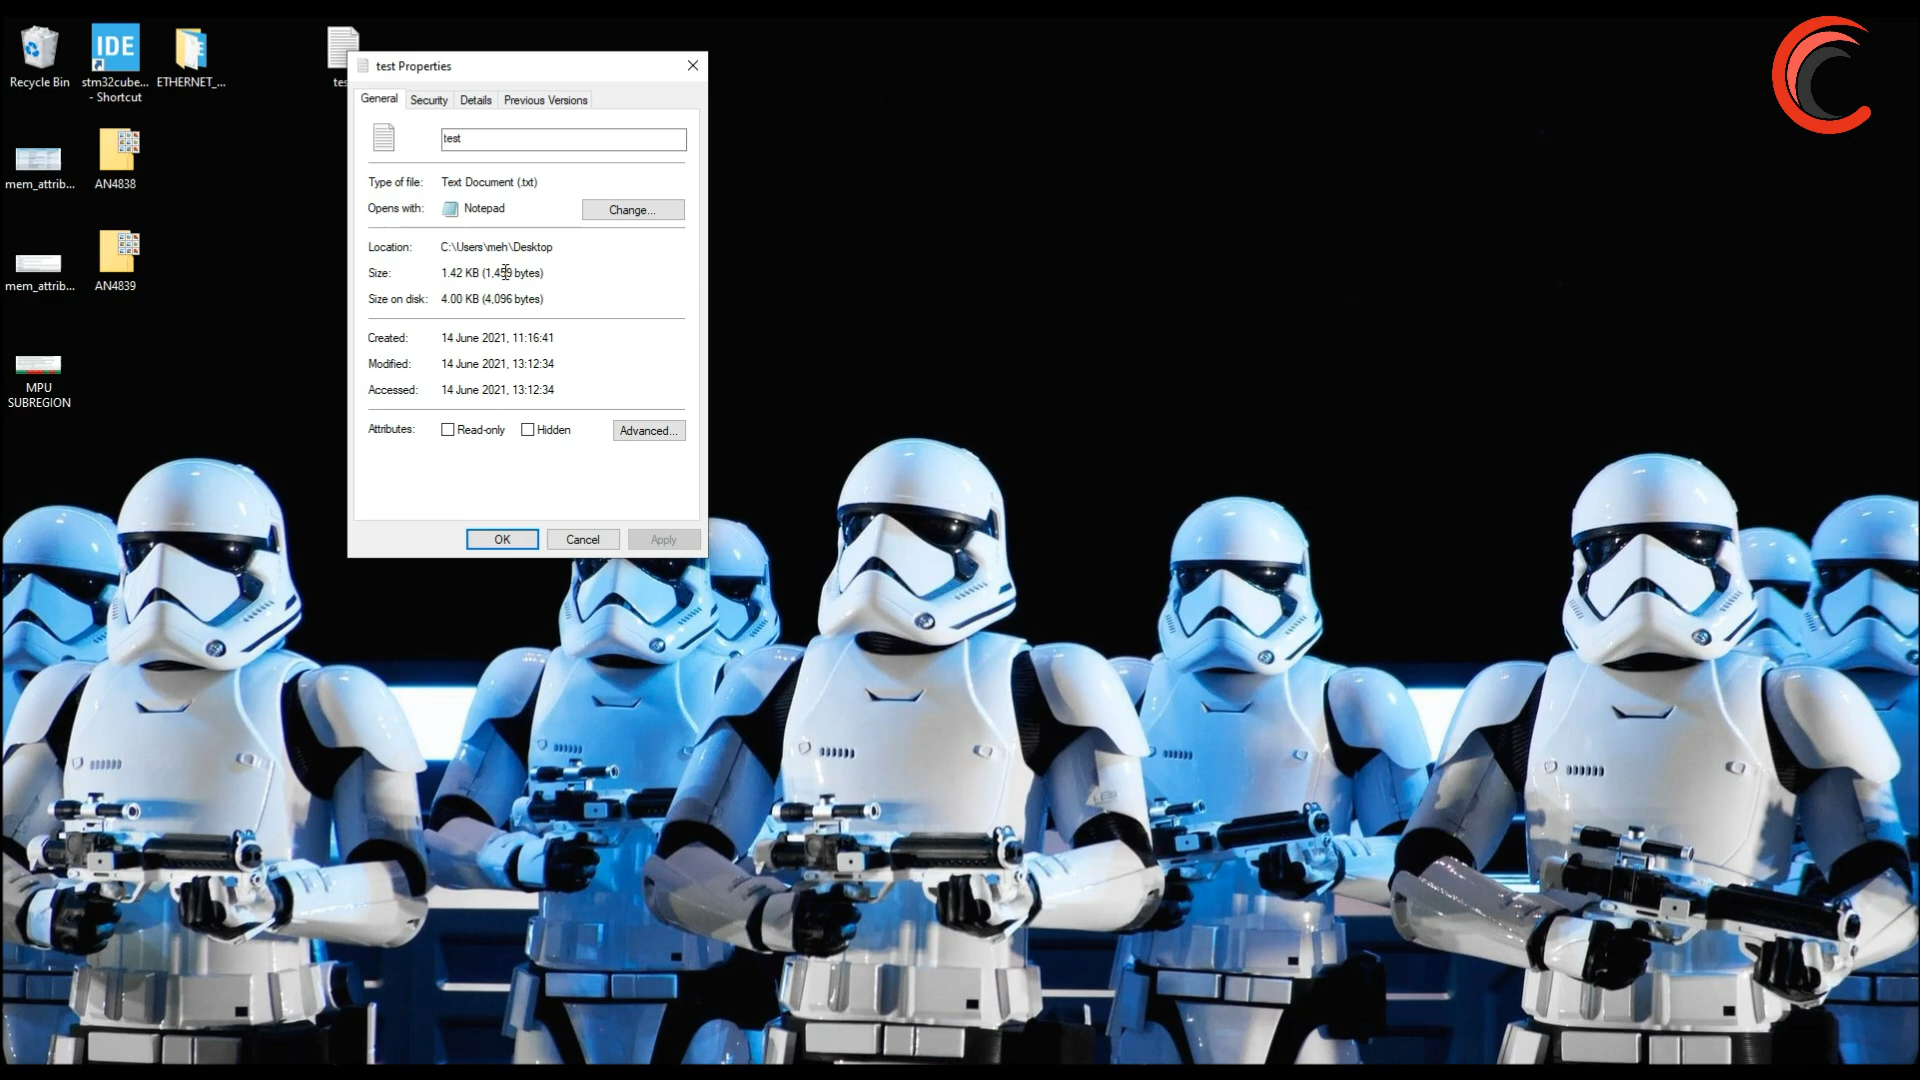 Recycle Bin
IDE
stm32cube...
- Shortcut
ETHERNET_...
mem_attrib...
AN4838
mem_attrib...
AN4839
MPU
SUBREGION
test Properties
General
Security
Details
Previous Versions
test
Type of file:
Text Document (.txt)
Opens with:
Notepad
Change...
Location:
C:\Users\meh\Desktop
Size:
1.42 KB (1,459 bytes)
Size on disk:
4.00 KB (4,096 bytes)
Created:
14 June 2021, 11:16:41
Modified:
14 June 2021, 13:12:34
Accessed:
14 June 2021, 13:12:34
Attributes:
Read-only
Hidden
Advanced...
OK
Cancel
Apply